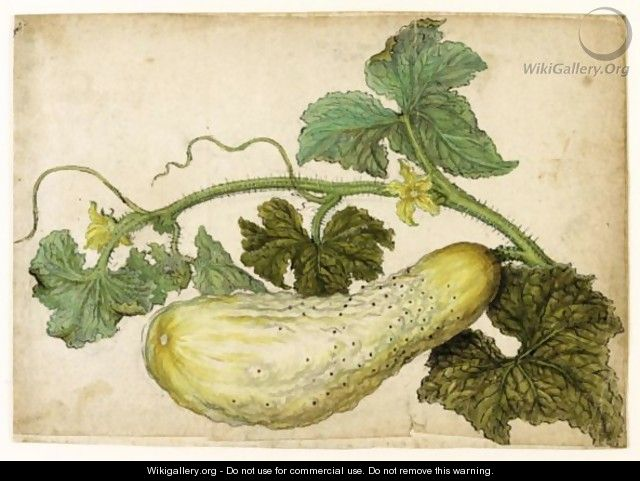 WikiGallery.Org
Wikigallery.org - Do not use for commercial use. Do not remove this warning.